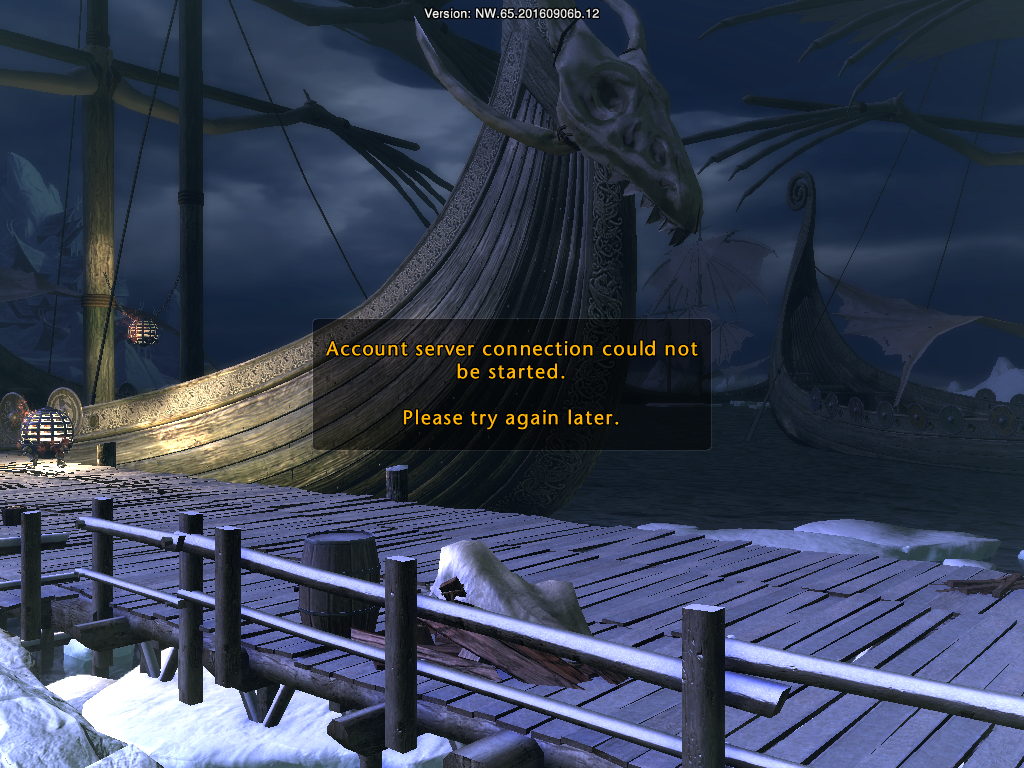 Version: NW.65.20160906b.12
Account server connection could not
be started.
Please try again later.